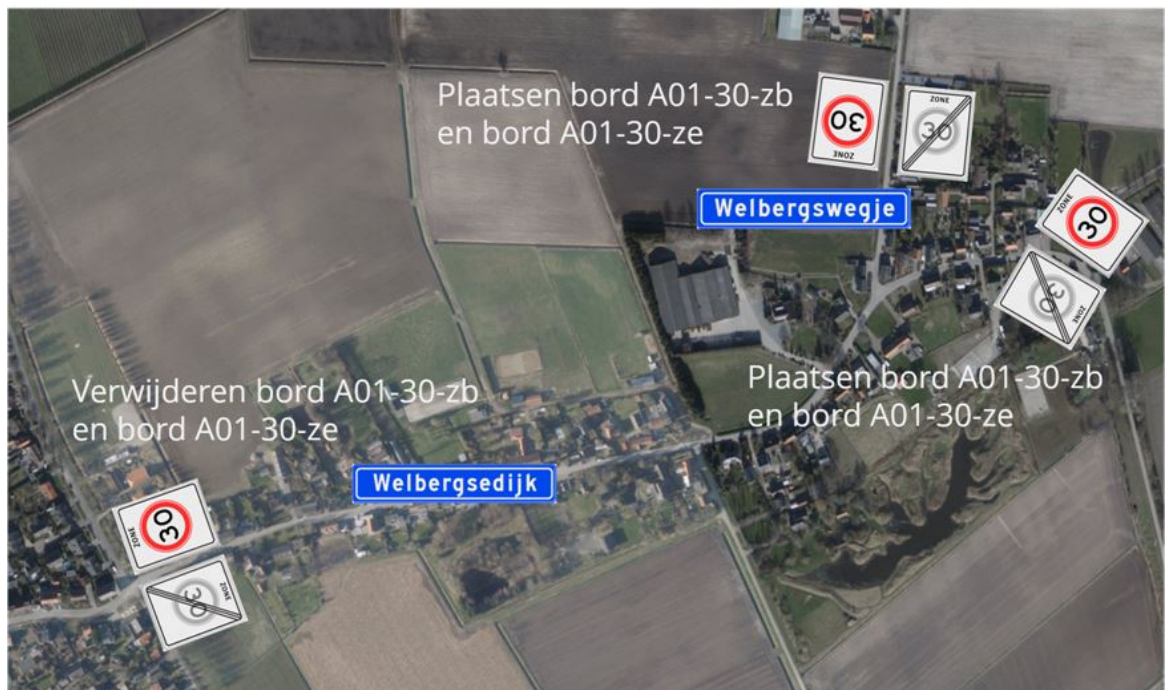 Plaatsen bord A01-30-zb
en bord A01-30-ze
30
ZONE
ZONE
30
Welbergswegje
ZONE
30
30
ZONE
Plaatsen bord A01-30-zb
en bord A01-30-ze
Verwijderen bord A01-30-zb
en bord A01-30-ze
Welbergsedijk
30
ZONE
ZONE
30